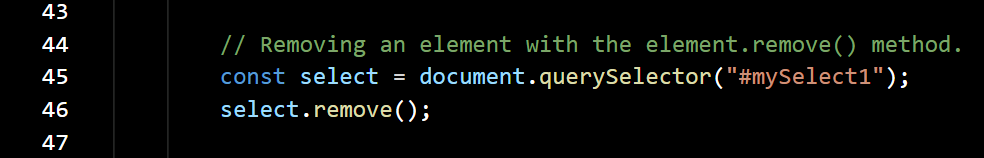 43
44 // Removing an element with the element.remove() method.
45 const select = document.querySelector("#mySelect1");
46 select.remove();
47